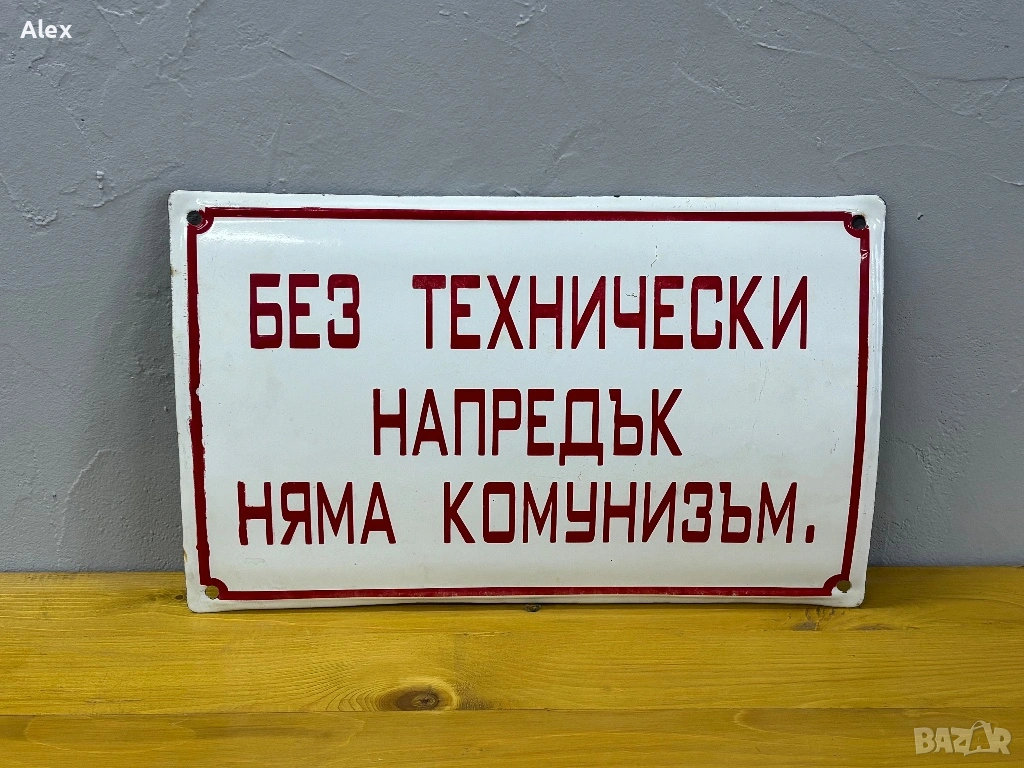 Alex
БЕЗ ТЕХНИЧЕСКИ
НАПРЕДЪК
НЯМА КОМУНИЗЪМ.
BAZAR